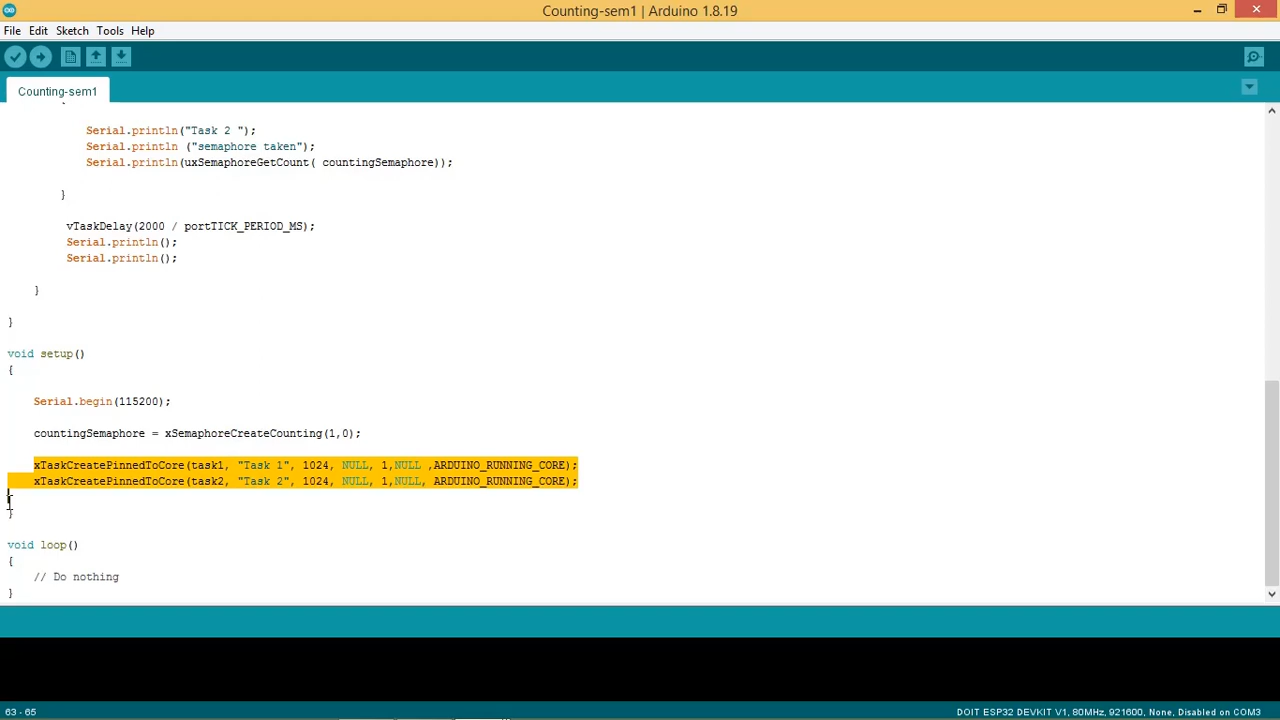 Counting-sem1 | Arduino 1.8.19
File Edit Sketch Tools Help
Counting-sem1
}
Serial.println("Task 2 ");
Serial.println ("semaphore taken");
Serial.println(uxSemaphoreGetCount( countingSemaphore));
}
vTaskDelay(2000 / portTICK_PERIOD_MS);
Serial.println();
Serial.println();
}
}
void setup()
{
Serial.begin(115200);
countingSemaphore = xSemaphoreCreateCounting(1,0);
xTaskCreatePinnedToCore(task1, "Task 1", 1024, NULL, 1,NULL ,ARDUINO_RUNNING_CORE);
xTaskCreatePinnedToCore(task2, "Task 2", 1024, NULL, 1,NULL, ARDUINO_RUNNING_CORE);
}
void loop()
{
// Do nothing
}
63 - 65 DOIT ESP32 DEVKIT V1, 80MHz, 921600, None, Disabled on COM3